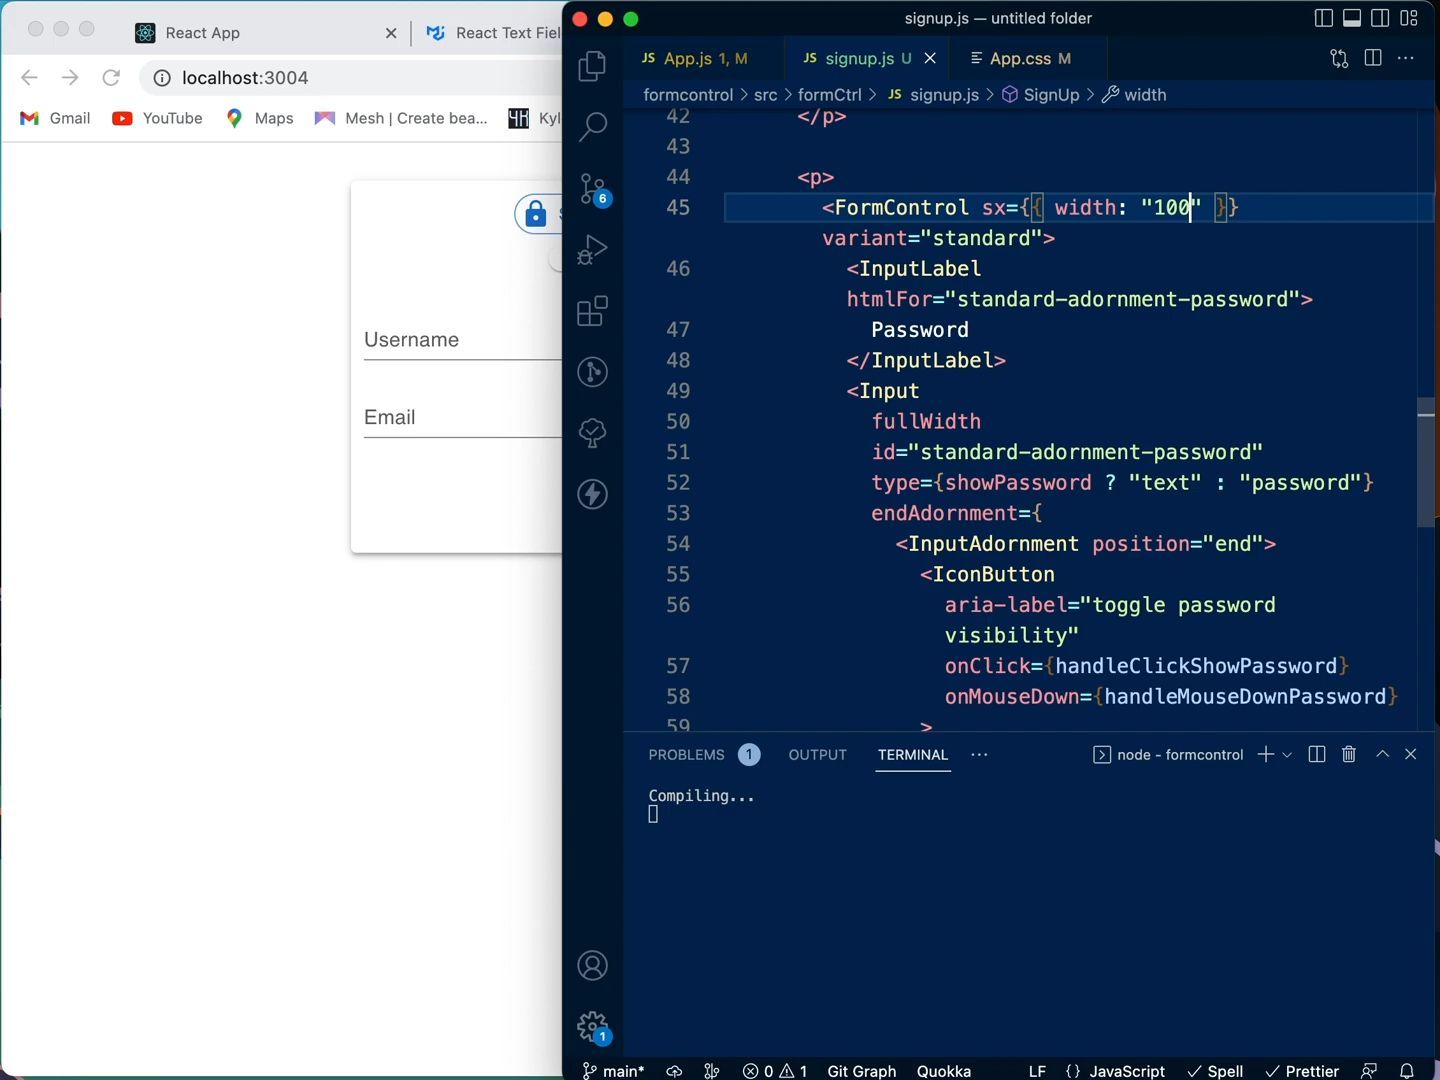 React App
React Text Fiel
localhost:3004
Gmail
YouTube
Maps
Mesh | Create bea...
Kyl
Username
Email
signup.js — untitled folder
JS App.js 1, M
JS signup.js U
App.css M
formcontrol > src > formCtrl > JS signup.js > SignUp > width
42 </p>
43
44 <p>
45 <FormControl sx={{ width: "100" }}
variant="standard">
46 <InputLabel
htmlFor="standard-adornment-password">
47 Password
48 </InputLabel>
49 <Input
50 fullWidth
51 id="standard-adornment-password"
52 type={showPassword ? "text" : "password"}
53 endAdornment={
54 <InputAdornment position="end">
55 <IconButton
56 aria-label="toggle password
visibility"
57 onClick={handleClickShowPassword}
58 onMouseDown={handleMouseDownPassword}
59 >
6
PROBLEMS 1 OUTPUT TERMINAL ... node - formcontrol
Compiling...
1
main* 0 1 Git Graph Quokka LF {} JavaScript Spell Prettier